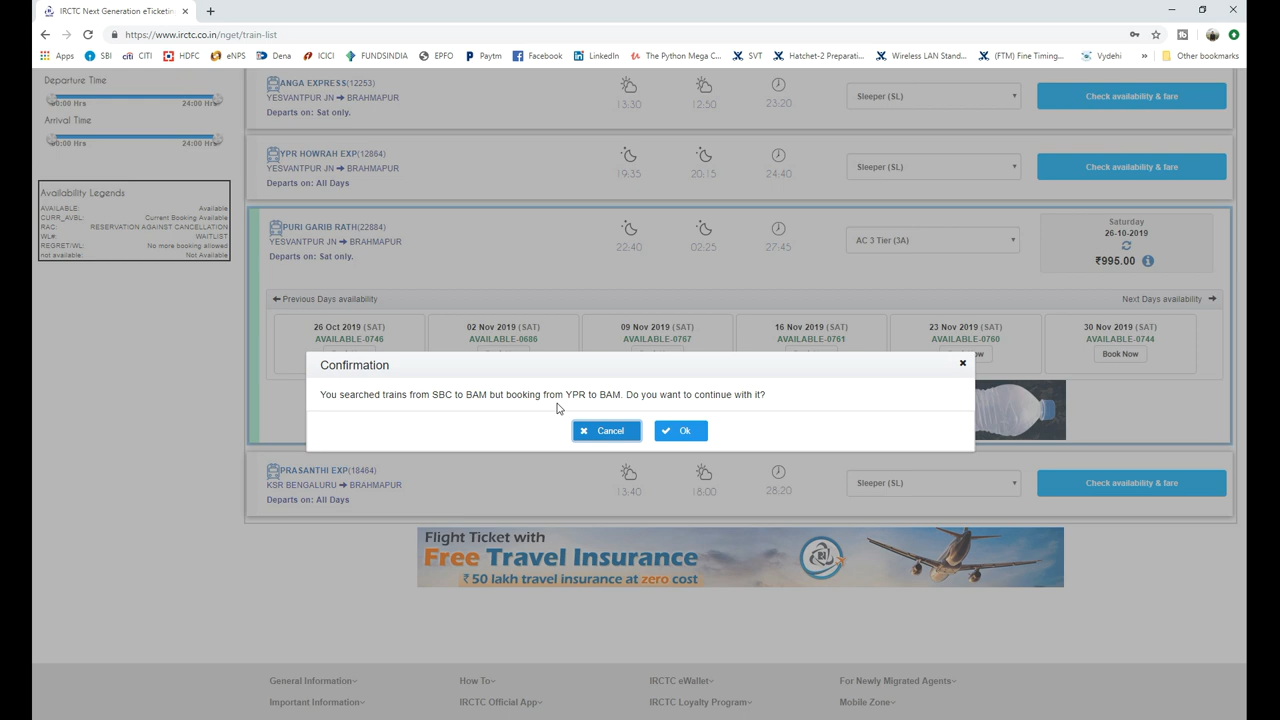 IRCTC Next Generation eTicketin
https://www.irctc.co.in/nget/train-list
Apps SBI CITI HDFC eNPS Dena ICICI FUNDSINDIA EPFO Paytm Facebook LinkedIn The Python Mega C... SVT Hatchet-2 Preparati... Wireless LAN Stand... (FTM) Fine Timing... Vydehi » Other bookmarks
Departure Time
00:00 Hrs 24:00 Hrs
Arrival Time
00:00 Hrs 24:00 Hrs
Availability Legends
AVAILABLE: Available
CURR_AVBL: Current Booking Available
RAC: RESERVATION AGAINST CANCELLATION
WL#: WAITLIST
REGRET/WL: No more booking allowed
not available: Not Available
ANGA EXPRESS(12253)
YESVANTPUR JN ➔ BRAHMAPUR
Departs on: Sat only.
13:30 12:50 23:20
Sleeper (SL)
Check availability & fare
YPR HOWRAH EXP(12864)
YESVANTPUR JN ➔ BRAHMAPUR
Departs on: All Days
19:35 20:15 24:40
Sleeper (SL)
Check availability & fare
PURI GARIB RATH(22884)
YESVANTPUR JN ➔ BRAHMAPUR
Departs on: Sat only.
22:40 02:25 27:45
AC 3 Tier (3A)
Saturday
26-10-2019
₹995.00
Previous Days availability Next Days availability
26 Oct 2019 (SAT) 02 Nov 2019 (SAT) 09 Nov 2019 (SAT) 16 Nov 2019 (SAT) 23 Nov 2019 (SAT) 30 Nov 2019 (SAT)
AVAILABLE-0746 AVAILABLE-0686 AVAILABLE-0767 AVAILABLE-0761 AVAILABLE-0760 AVAILABLE-0744
Book Now
Confirmation
You searched trains from SBC to BAM but booking from YPR to BAM. Do you want to continue with it?
Cancel Ok
PRASANTHI EXP(18464)
KSR BENGALURU ➔ BRAHMAPUR
Departs on: All Days
13:40 18:00 28:20
Sleeper (SL)
Check availability & fare
Flight Ticket with
Free Travel Insurance
₹ 50 lakh travel insurance at zero cost
General Information How To IRCTC eWallet For Newly Migrated Agents
Important Information IRCTC Official App IRCTC Loyalty Program Mobile Zone